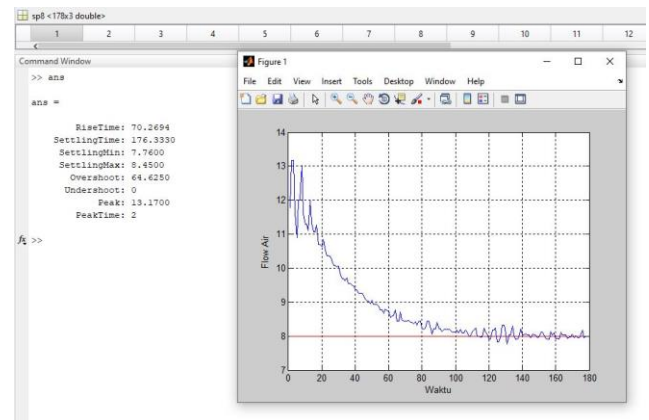 sp8 <178x3 double>
1 2 3 4 5 6 7 8 9 10 11 12
Command Window
>> ans
ans =
RiseTime: 70.2694
SettlingTime: 176.3330
SettlingMin: 7.7600
SettlingMax: 8.4500
Overshoot: 64.6250
Undershoot: 0
Peak: 13.1700
PeakTime: 2
fx >>
Figure 1
File Edit View Insert Tools Desktop Window Help
14
13
12
11
10
9
8
7
Flow Air
0 20 40 60 80 100 120 140 160 180
Waktu